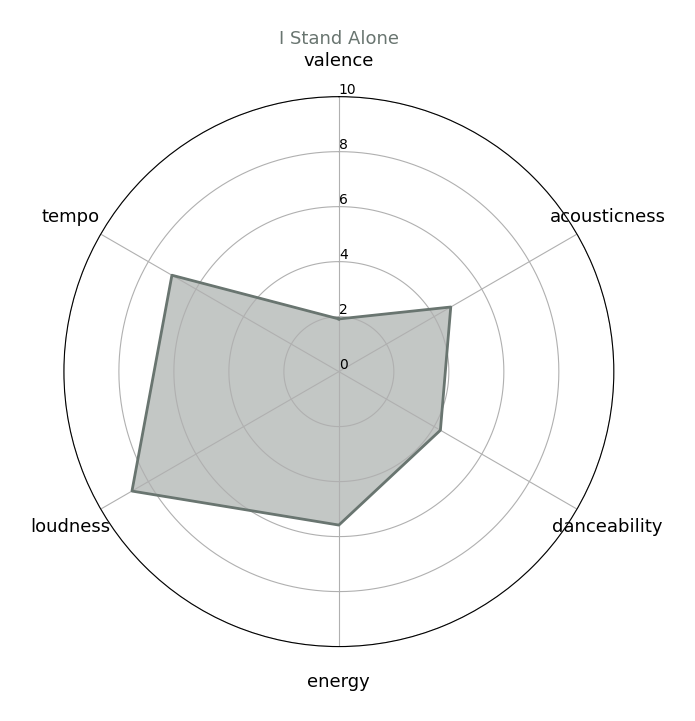 I Stand Alone
valence
10
8
6
4
2
0
tempo
acousticness
loudness
danceability
energy